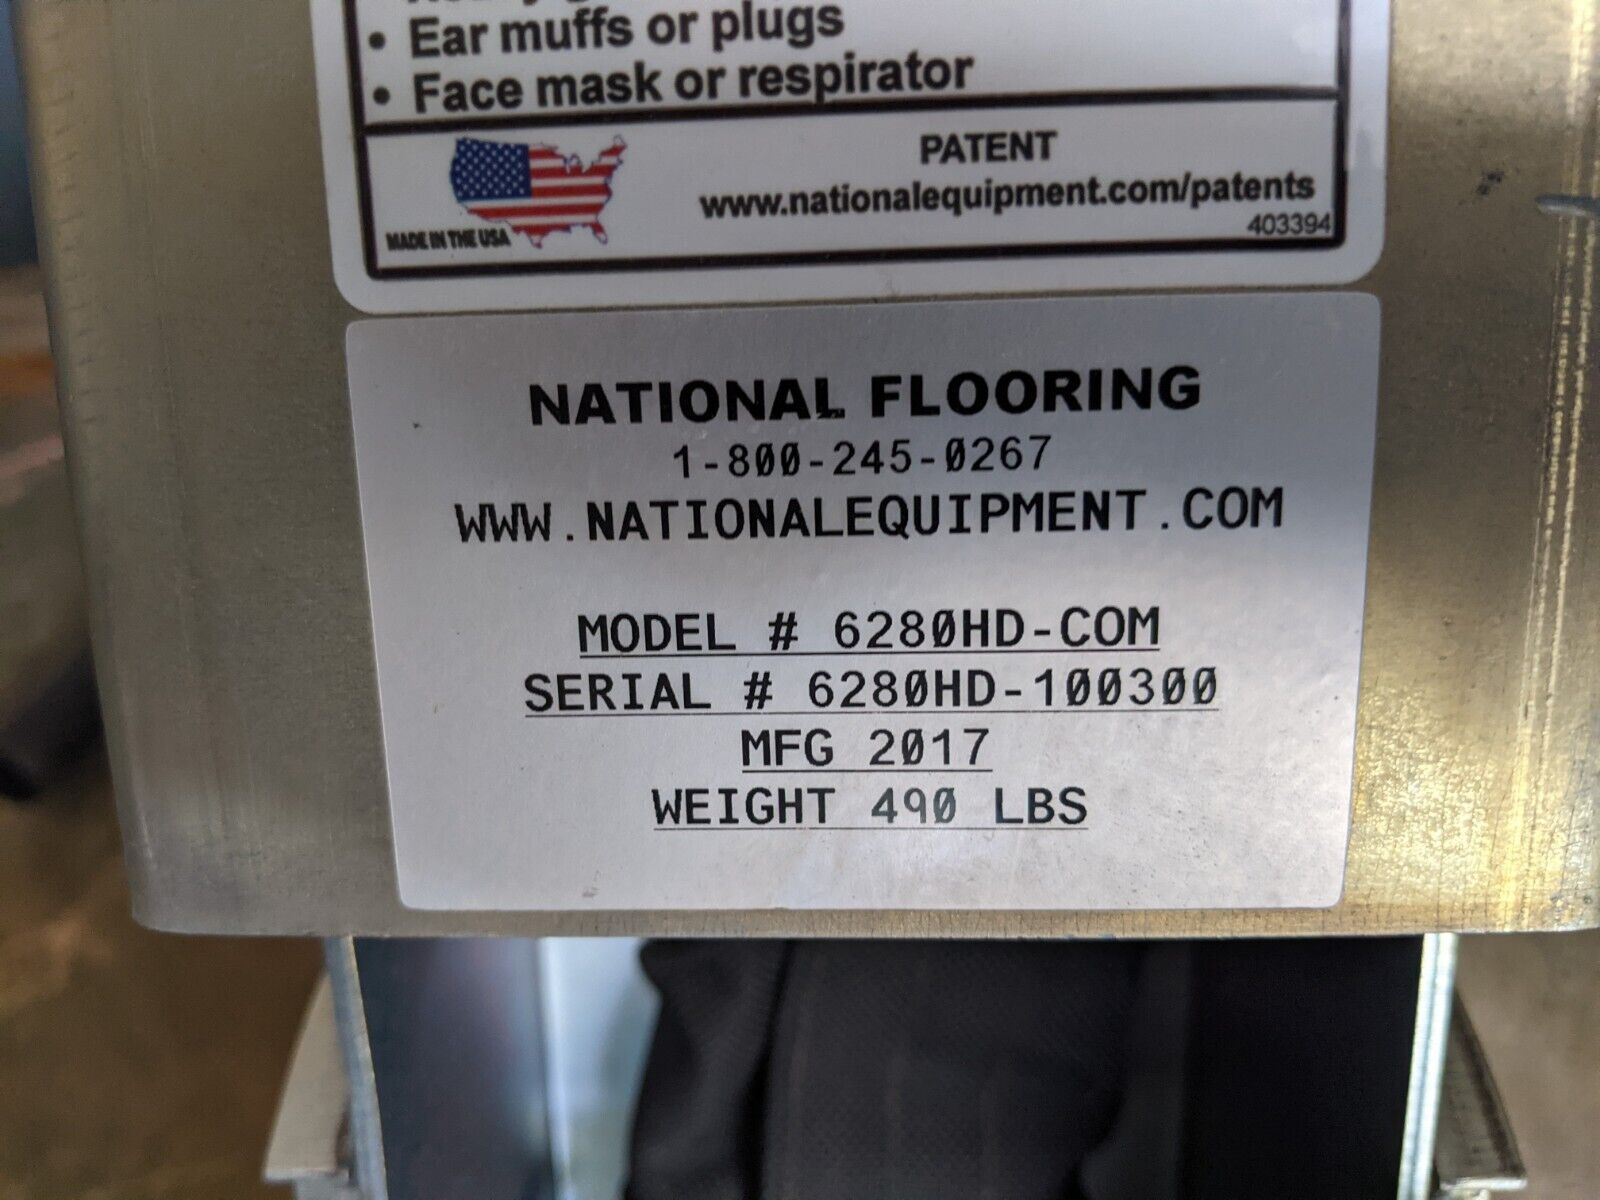 • Ear muffs or plugs
• Face mask or respirator
MADE IN THE USA
PATENT
www.nationalequipment.com/patents
403394
NATIONAL FLOORING
1-800-245-0267
WWW.NATIONALEQUIPMENT.COM
MODEL # 6280HD-COM
SERIAL # 6280HD-100300
MFG 2017
WEIGHT 490 LBS